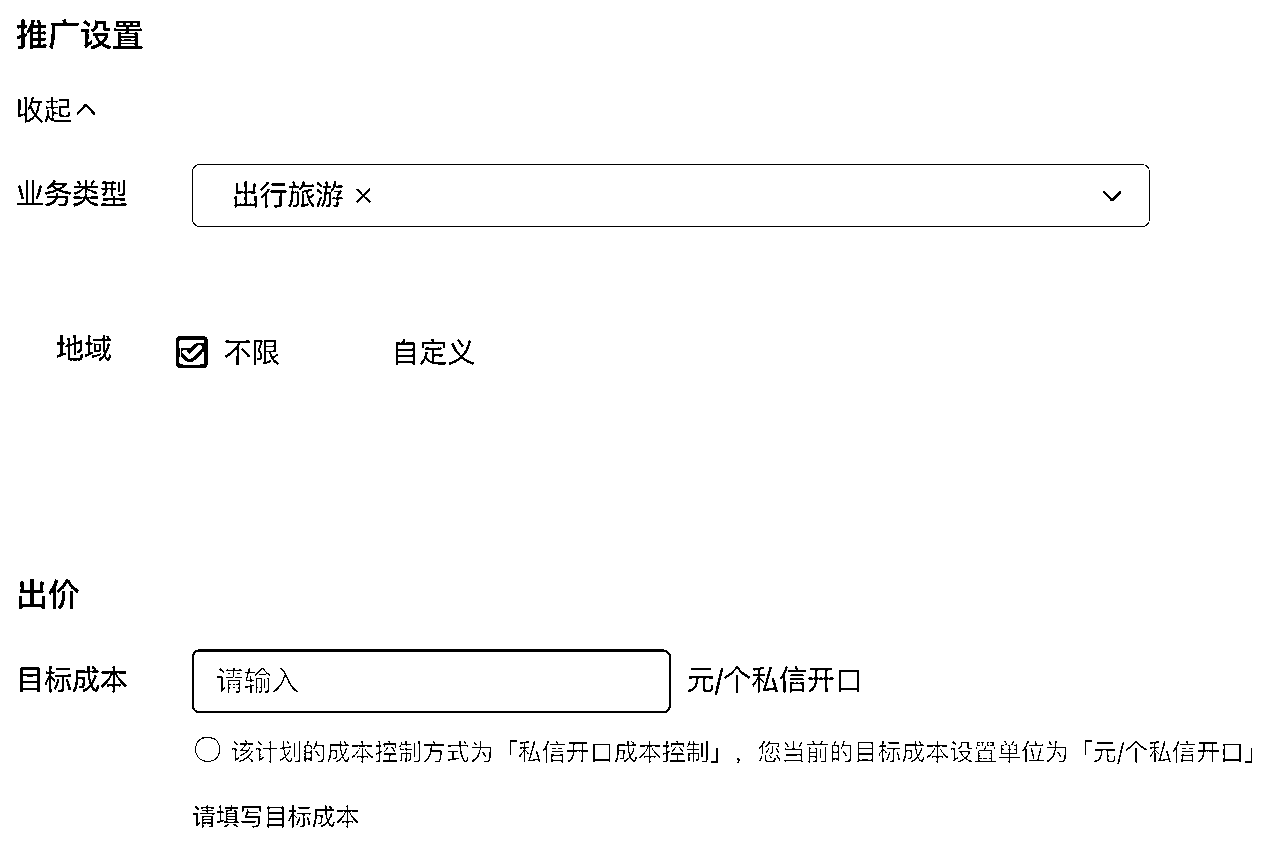 推广设置
收起
业务类型 出行旅游 ×
地域 不限 自定义
出价
目标成本 请输入 元/个私信开口
该计划的成本控制方式为「私信开口成本控制」，您当前的目标成本设置单位为「元/个私信开口」
请填写目标成本